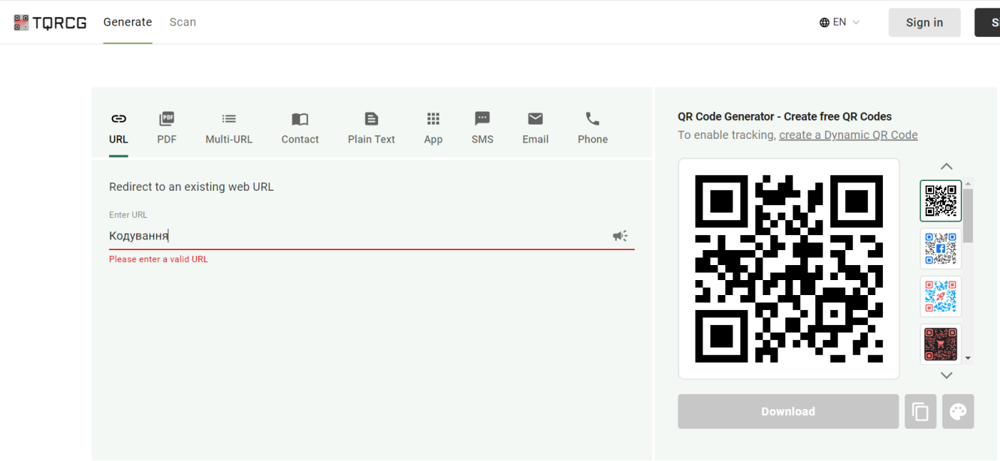 TQRCG Generate Scan EN Sign in
URL PDF Multi-URL Contact Plain Text App SMS Email Phone
Redirect to an existing web URL
Enter URL
Кодування
Please enter a valid URL
QR Code Generator - Create free QR Codes
To enable tracking, create a Dynamic QR Code
Download